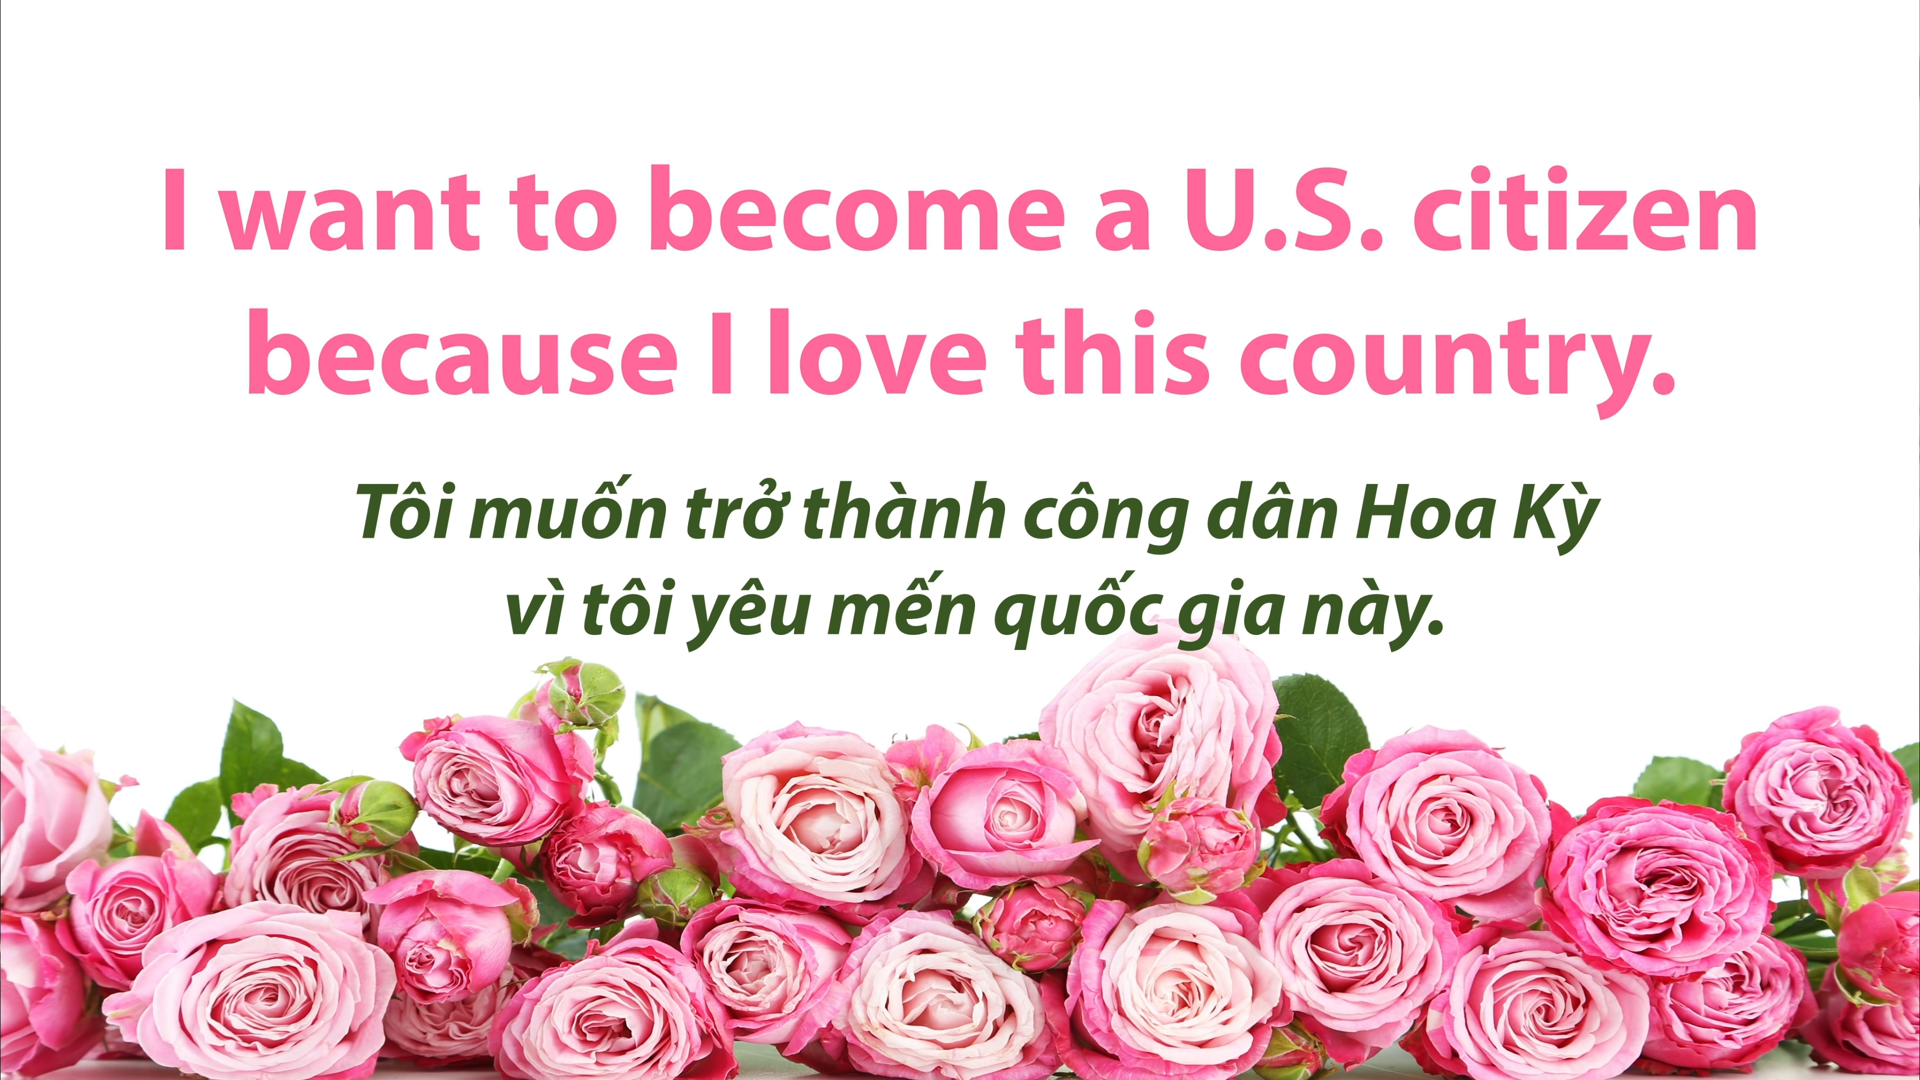 I want to become a U.S. citizen
because I love this country.
Tôi muốn trở thành công dân Hoa Kỳ
vì tôi yêu mến quốc gia này.